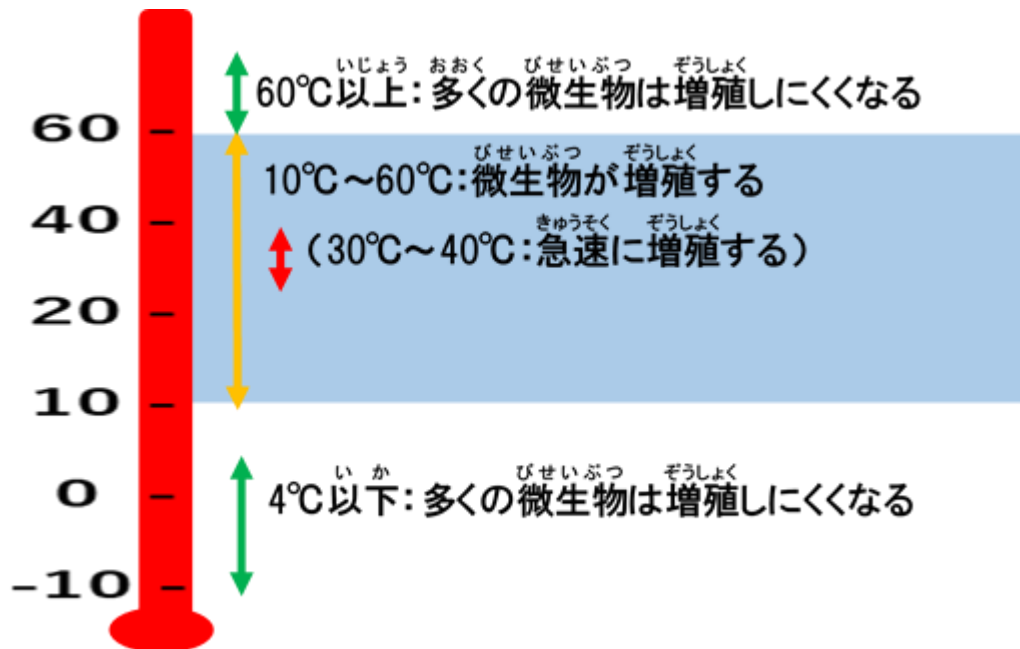 いじょう おおく びせいぶつ ぞうしょく
60℃以上：多くの微生物は増殖しにくくなる
60
びせいぶつ ぞうしょく
10℃～60℃：微生物が増殖する
40
きゅうそく ぞうしょく
（30℃～40℃：急速に増殖する）
20
10
いか びせいぶつ ぞうしょく
4℃以下：多くの微生物は増殖しにくくなる
0
-10